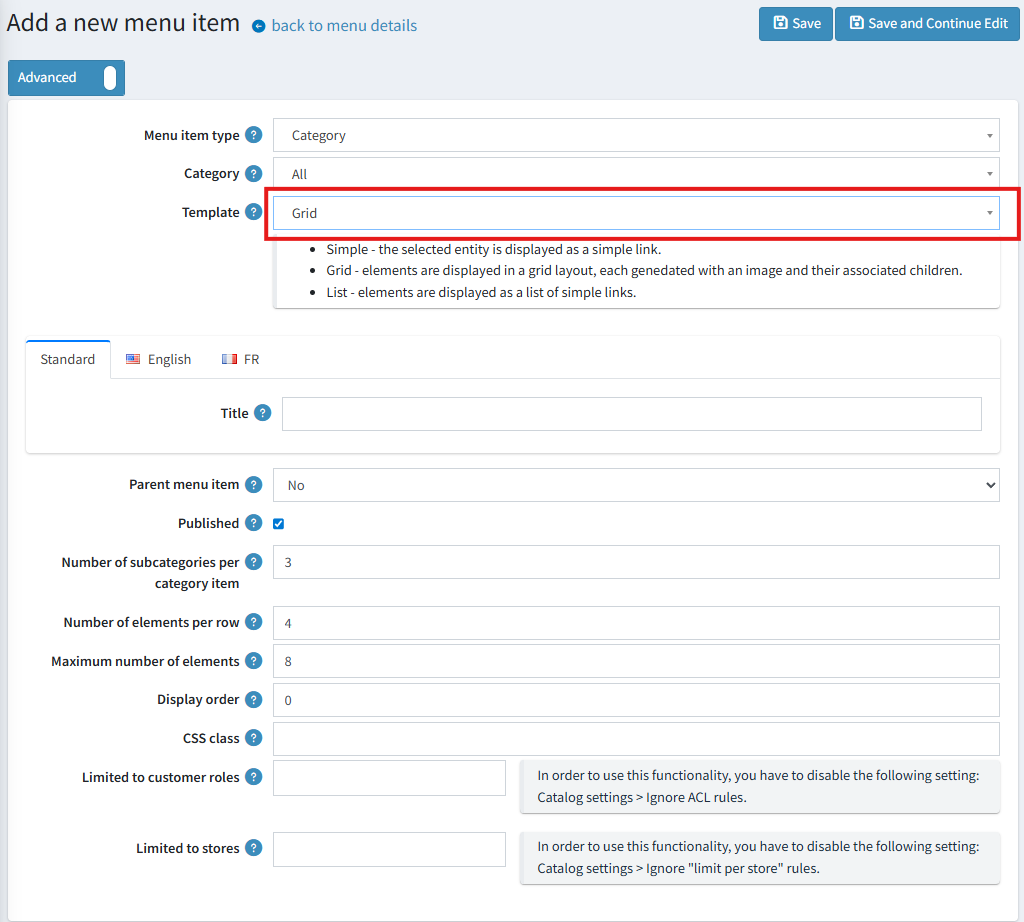 Add a new menu item back to menu details
Save
Save and Continue Edit
Advanced
Menu item type ? Category
Category ? All
Template ? Grid
• Simple - the selected entity is displayed as a simple link.
• Grid - elements are displayed in a grid layout, each genedated with an image and their associated children.
• List - elements are displayed as a list of simple links.
Standard English FR
Title ?
Parent menu item ? No
Published ?
Number of subcategories per
category item
? 3
Number of elements per row ? 4
Maximum number of elements ? 8
Display order ? 0
CSS class ?
Limited to customer roles ?
In order to use this functionality, you have to disable the following setting:
Catalog settings > Ignore ACL rules.
Limited to stores ?
In order to use this functionality, you have to disable the following setting:
Catalog settings > Ignore "limit per store" rules.